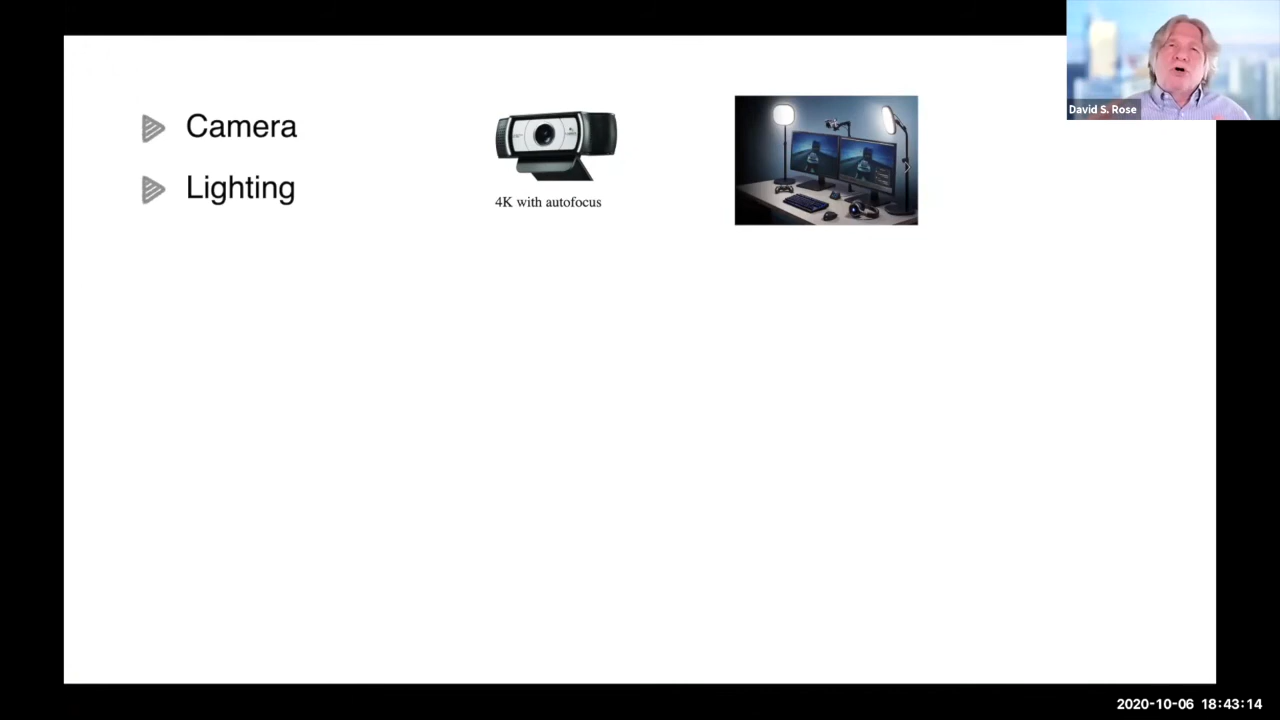 Camera
Lighting
4K with autofocus
David S. Rose
2020-10-06 18:43:14